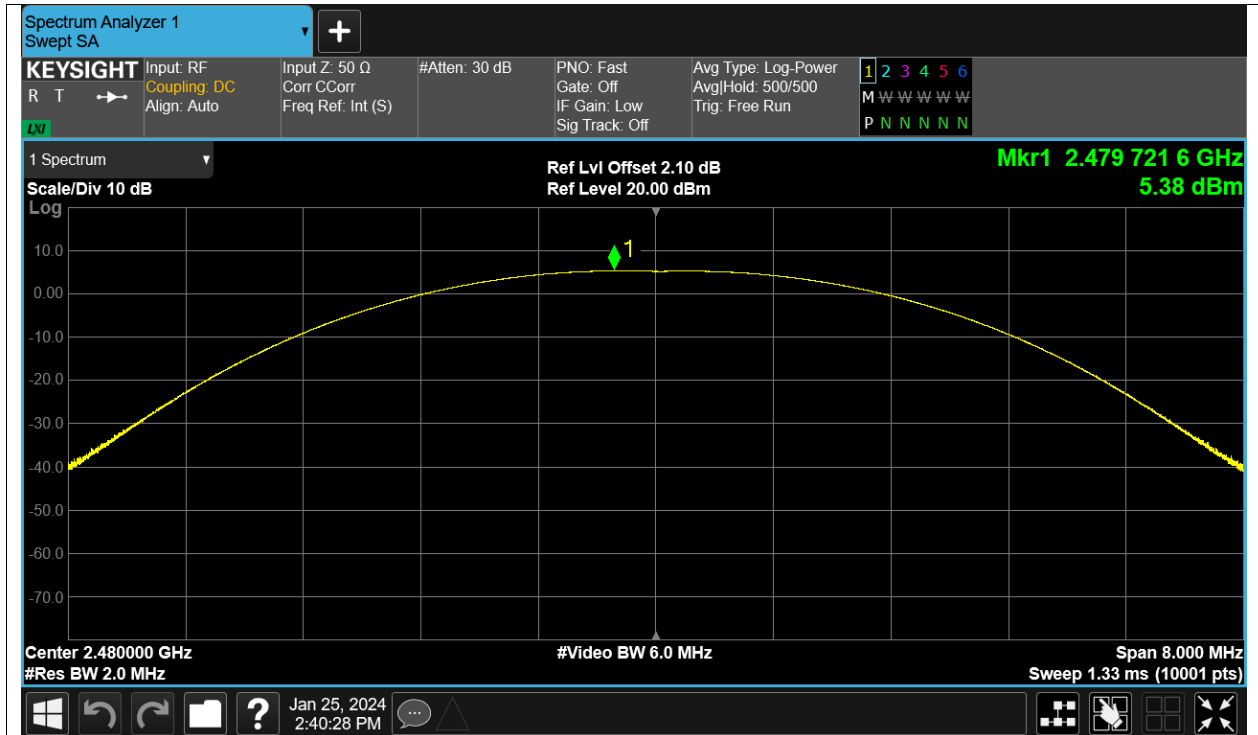 Spectrum Analyzer 1
Swept SA
KEYSIGHT
R T
LXI
Input: RF
Coupling: DC
Align: Auto
Input Z: 50 Ω
Corr CCorr
Freq Ref: Int (S)
#Atten: 30 dB
PNO: Fast
Gate: Off
IF Gain: Low
Sig Track: Off
Avg Type: Log-Power
Avg|Hold: 500/500
Trig: Free Run
1 2 3 4 5 6
M W W W W W
P N N N N N
1 Spectrum
Scale/Div 10 dB
Log
Ref Lvl Offset 2.10 dB
Ref Level 20.00 dBm
Mkr1 2.479 721 6 GHz
5.38 dBm
1
10.0
0.00
-10.0
-20.0
-30.0
-40.0
-50.0
-60.0
-70.0
Center 2.480000 GHz
#Res BW 2.0 MHz
#Video BW 6.0 MHz
Span 8.000 MHz
Sweep 1.33 ms (10001 pts)
?
Jan 25, 2024
2:40:28 PM